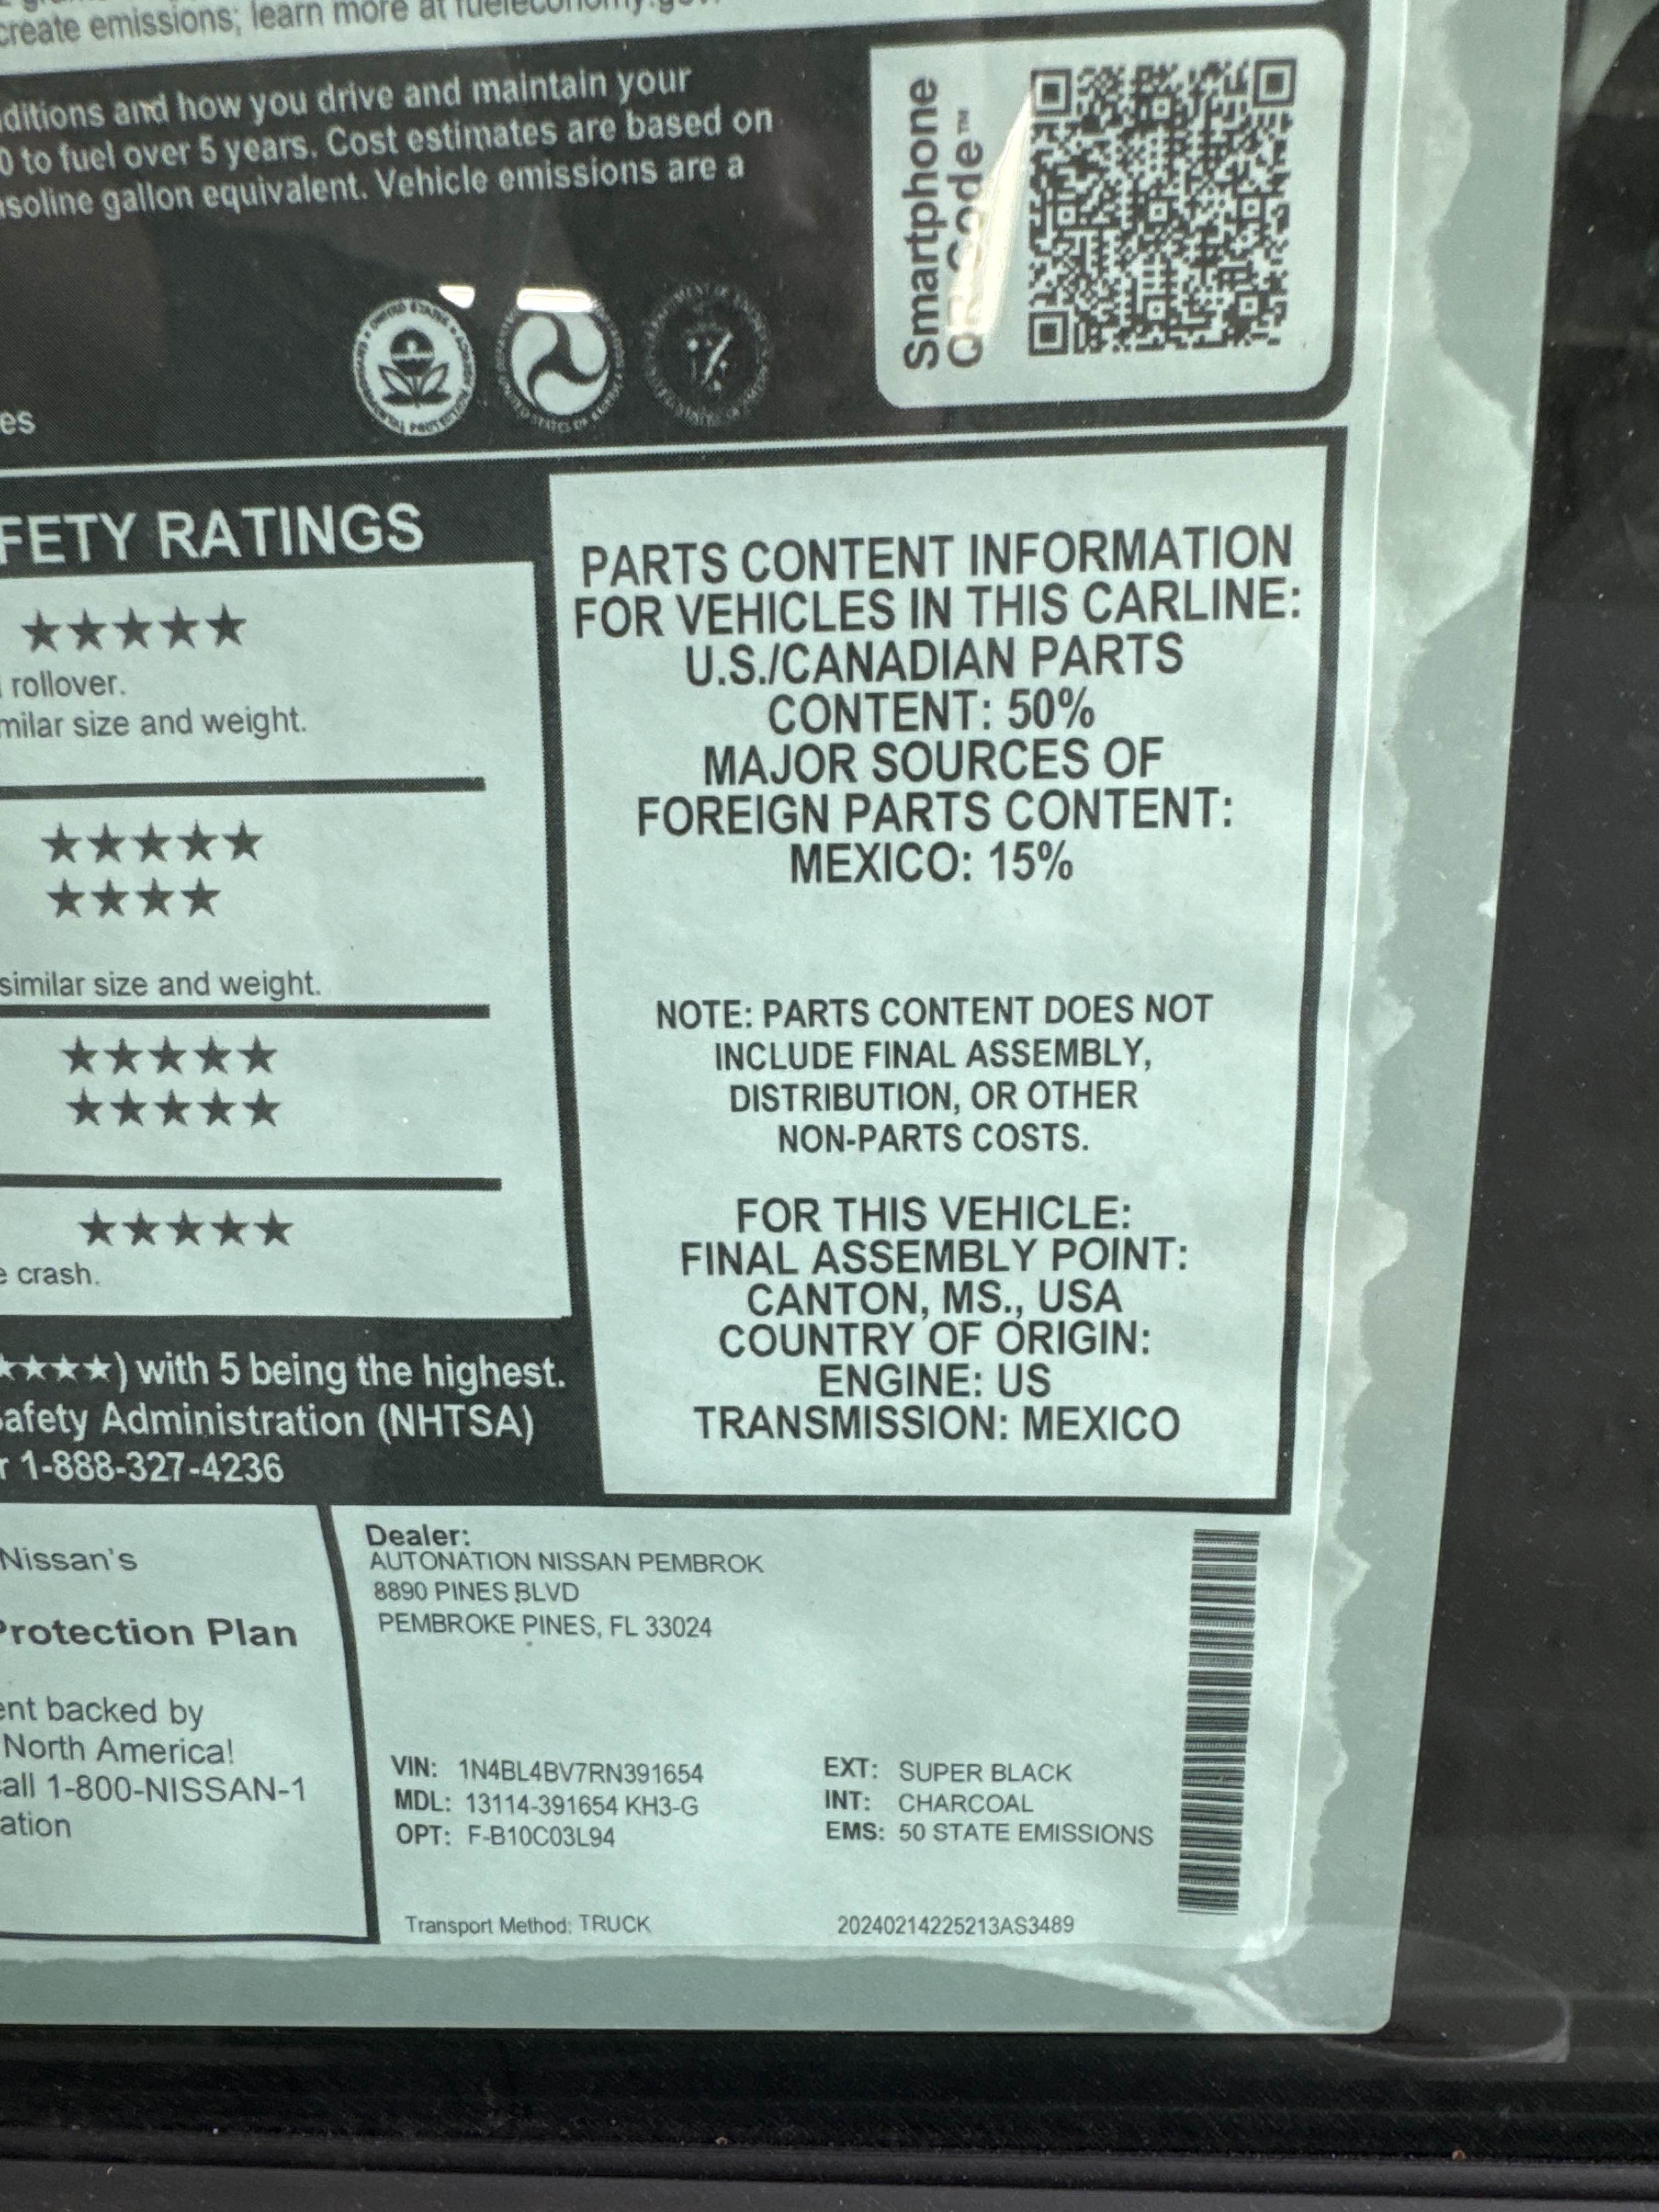 create emissions; learn more at fueleconomy.gov.
ditions and how you drive and maintain your
0 to fuel over 5 years. Cost estimates are based on
asoline gallon equivalent. Vehicle emissions are a
es
Smartphone
QR Code™
FETY RATINGS
★★★★★
rollover.
milar size and weight.
★★★★★
★★★★
similar size and weight.
★★★★★
★★★★★
★★★★★
e crash.
★★★★) with 5 being the highest.
afety Administration (NHTSA)
r 1-888-327-4236
PARTS CONTENT INFORMATION
FOR VEHICLES IN THIS CARLINE:
U.S./CANADIAN PARTS
CONTENT: 50%
MAJOR SOURCES OF
FOREIGN PARTS CONTENT:
MEXICO: 15%
NOTE: PARTS CONTENT DOES NOT
INCLUDE FINAL ASSEMBLY,
DISTRIBUTION, OR OTHER
NON-PARTS COSTS.
FOR THIS VEHICLE:
FINAL ASSEMBLY POINT:
CANTON, MS., USA
COUNTRY OF ORIGIN:
ENGINE: US
TRANSMISSION: MEXICO
Nissan's
Protection Plan
ent backed by
North America!
call 1-800-NISSAN-1
ation
Dealer:
AUTONATION NISSAN PEMBROK
8890 PINES BLVD
PEMBROKE PINES, FL 33024
VIN: 1N4BL4BV7RN391654
MDL: 13114-391654 KH3-G
OPT: F-B10C03L94
EXT: SUPER BLACK
INT: CHARCOAL
EMS: 50 STATE EMISSIONS
Transport Method: TRUCK
20240214225213AS3489